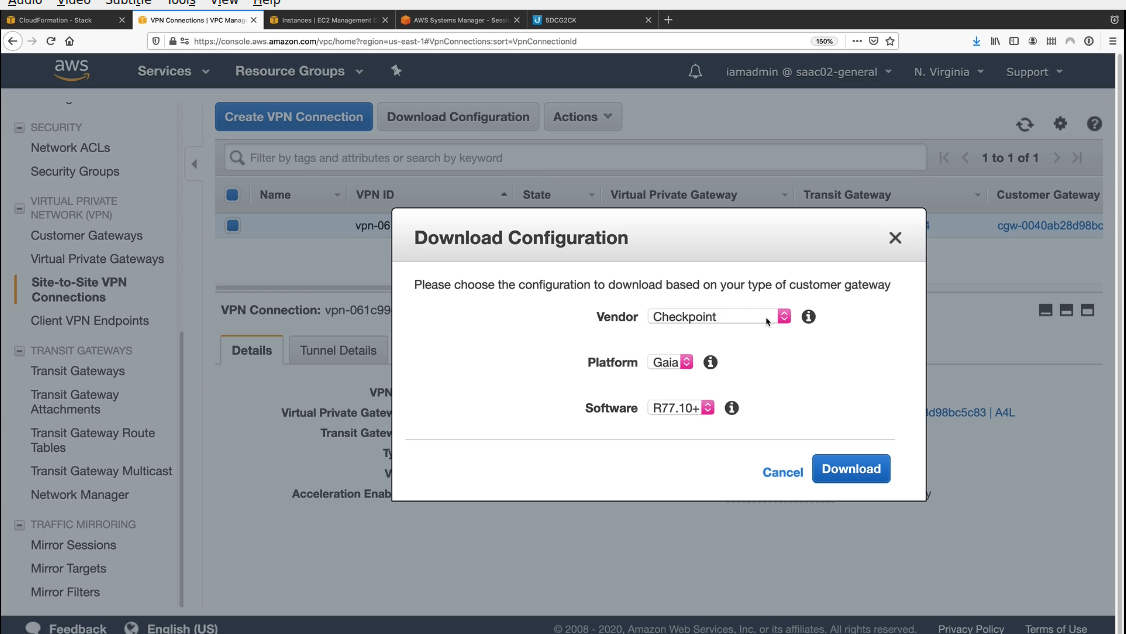 Audio Video Subtitle Tools View Help
CloudFormation - Stack
VPN Connections | VPC Manag
Instances | EC2 Management C
AWS Systems Manager - Sessi
5DCG2CK
https://console.aws.amazon.com/vpc/home?region=us-east-1#VpnConnections:sort=VpnConnectionId
150%
aws
Services
Resource Groups
iamadmin @ saac02-general
N. Virginia
Support
SECURITY
Network ACLs
Security Groups
VIRTUAL PRIVATE
NETWORK (VPN)
Customer Gateways
Virtual Private Gateways
Site-to-Site VPN
Connections
Client VPN Endpoints
TRANSIT GATEWAYS
Transit Gateways
Transit Gateway
Attachments
Transit Gateway Route
Tables
Transit Gateway Multicast
Network Manager
TRAFFIC MIRRORING
Mirror Sessions
Mirror Targets
Mirror Filters
Create VPN Connection
Download Configuration
Actions
Filter by tags and attributes or search by keyword
1 to 1 of 1
Name
VPN ID
State
Virtual Private Gateway
Transit Gateway
Customer Gateway
vpn-06
4
cgw-0040ab28d98bc
Download Configuration
Please choose the configuration to download based on your type of customer gateway
Vendor
Checkpoint
Platform
Gaia
Software
R77.10+
Cancel
Download
VPN Connection: vpn-061c99
Details
Tunnel Details
VPN
Virtual Private Gatew
d98bc5c83 | A4L
Transit Gatew
Ty
V
Acceleration Enab
y
Feedback
English (US)
© 2008 - 2020, Amazon Web Services, Inc. or its affiliates. All rights reserved.
Privacy Policy
Terms of Use